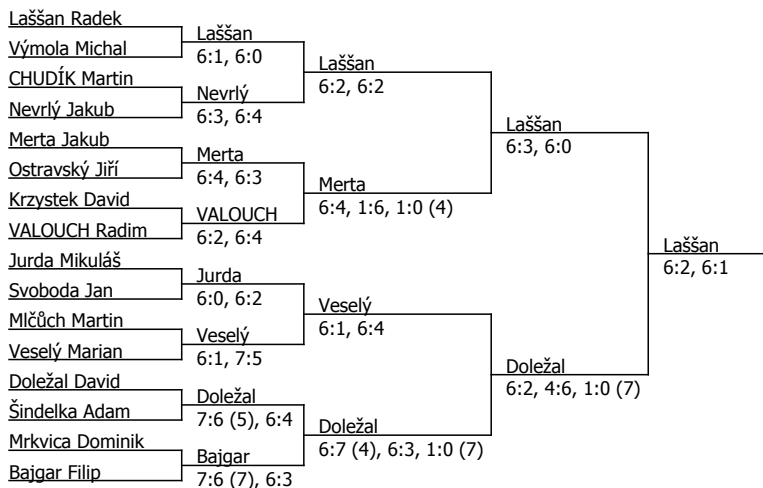 Laššan Radek
Výmola Michal
CHUDÍK Martin
Nevrlý Jakub
Merta Jakub
Ostravský Jiří
Krzystek David
VALOUCH Radim
Jurda Mikuláš
Svoboda Jan
Mlčůch Martin
Veselý Marian
Doležal David
Šindelka Adam
Mrkvica Dominik
Bajgar Filip
Laššan
6:1, 6:0
Nevrlý
6:3, 6:4
Merta
6:4, 6:3
VALOUCH
6:2, 6:4
Jurda
6:0, 6:2
Veselý
6:1, 7:5
Doležal
7:6 (5), 6:4
Bajgar
7:6 (7), 6:3
Laššan
6:2, 6:2
Merta
6:4, 1:6, 1:0 (4)
Veselý
6:1, 6:4
Doležal
6:7 (4), 6:3, 1:0 (7)
Laššan
6:3, 6:0
Doležal
6:2, 4:6, 1:0 (7)
Laššan
6:2, 6:1